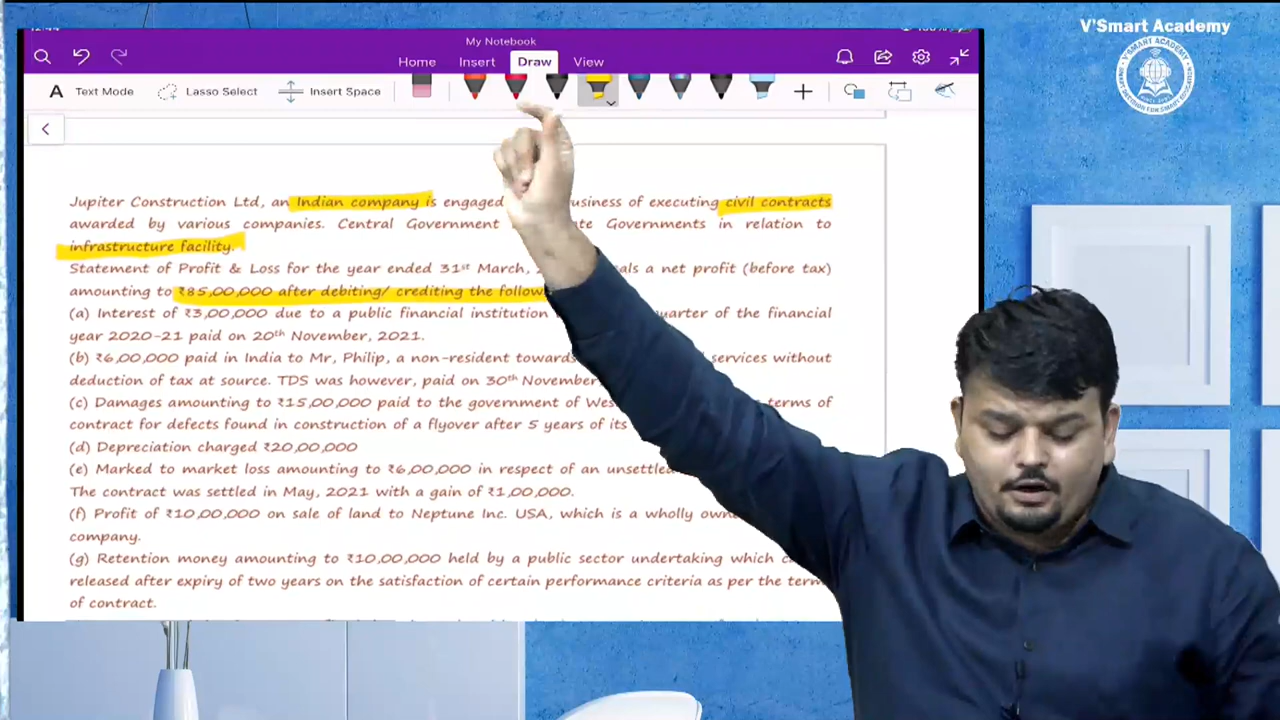 V'Smart Academy
My Notebook
Home Insert Draw View
A Text Mode Lasso Select Insert Space
Jupiter Construction Ltd, an Indian company is engaged usiness of executing civil contracts
awarded by various companies. Central Government te Governments in relation to
infrastructure facility.
Statement of Profit & Loss for the year ended 31st March, als a net profit (before tax)
amounting to ₹85,00,000 after debiting/ crediting the follow
(a) Interest of ₹3,00,000 due to a public financial institution quarter of the financial
year 2020-21 paid on 20th November, 2021.
(b) ₹6,00,000 paid in India to Mr, Philip, a non-resident towards services without
deduction of tax at source. TDS was however, paid on 30th November,
(c) Damages amounting to ₹15,00,000 paid to the government of Wes terms of
contract for defects found in construction of a flyover after 5 years of its
(d) Depreciation charged ₹20,00,000
(e) Marked to market loss amounting to ₹6,00,000 in respect of an unsettle
The contract was settled in May, 2021 with a gain of ₹1,00,000.
(f) Profit of ₹10,00,000 on sale of land to Neptune Inc. USA, which is a wholly own
company.
(g) Retention money amounting to ₹10,00,000 held by a public sector undertaking which
released after expiry of two years on the satisfaction of certain performance criteria as per the term
of contract.